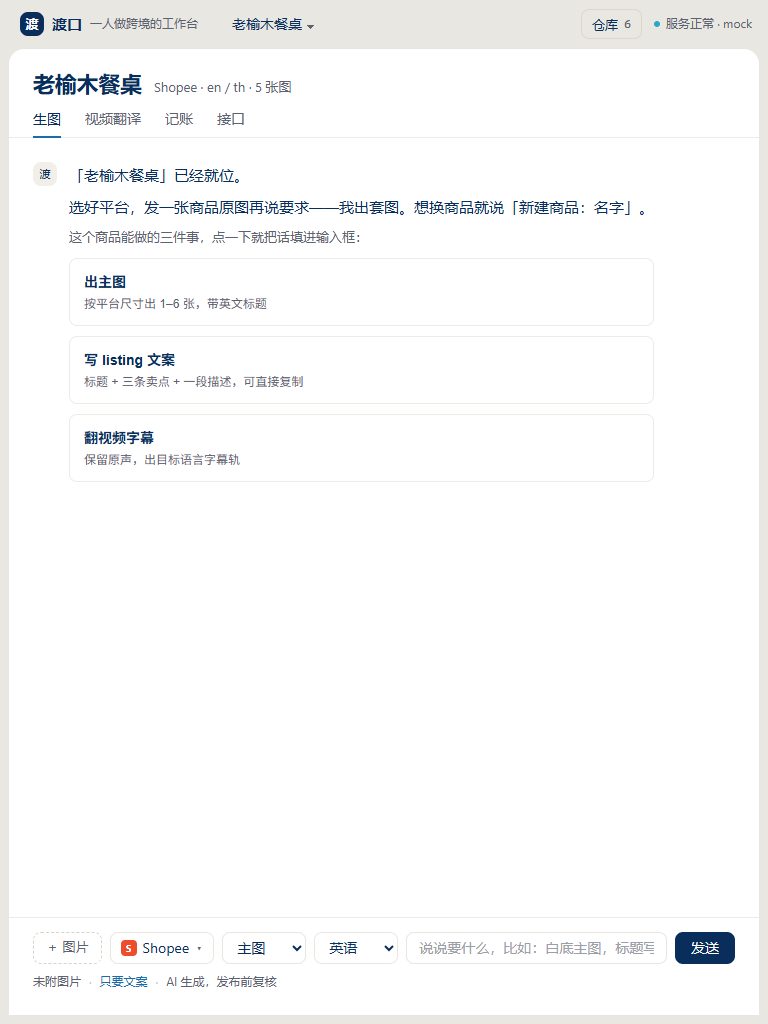 渡 渡口 一人做跨境的工作台 老榆木餐桌 仓库 6 服务正常 · mock
老榆木餐桌 Shopee · en / th · 5 张图
生图 视频翻译 记账 接口
渡 「老榆木餐桌」已经就位。
选好平台，发一张商品原图再说要求——我出套图。想换商品就说「新建商品：名字」。
这个商品能做的三件事，点一下就把话填进输入框：
出主图
按平台尺寸出 1–6 张，带英文标题
写 listing 文案
标题 + 三条卖点 + 一段描述，可直接复制
翻视频字幕
保留原声，出目标语言字幕轨
+ 图片 S Shopee 主图 英语 说说要什么，比如：白底主图，标题写 发送
未附图片 · 只要文案 · AI 生成，发布前复核